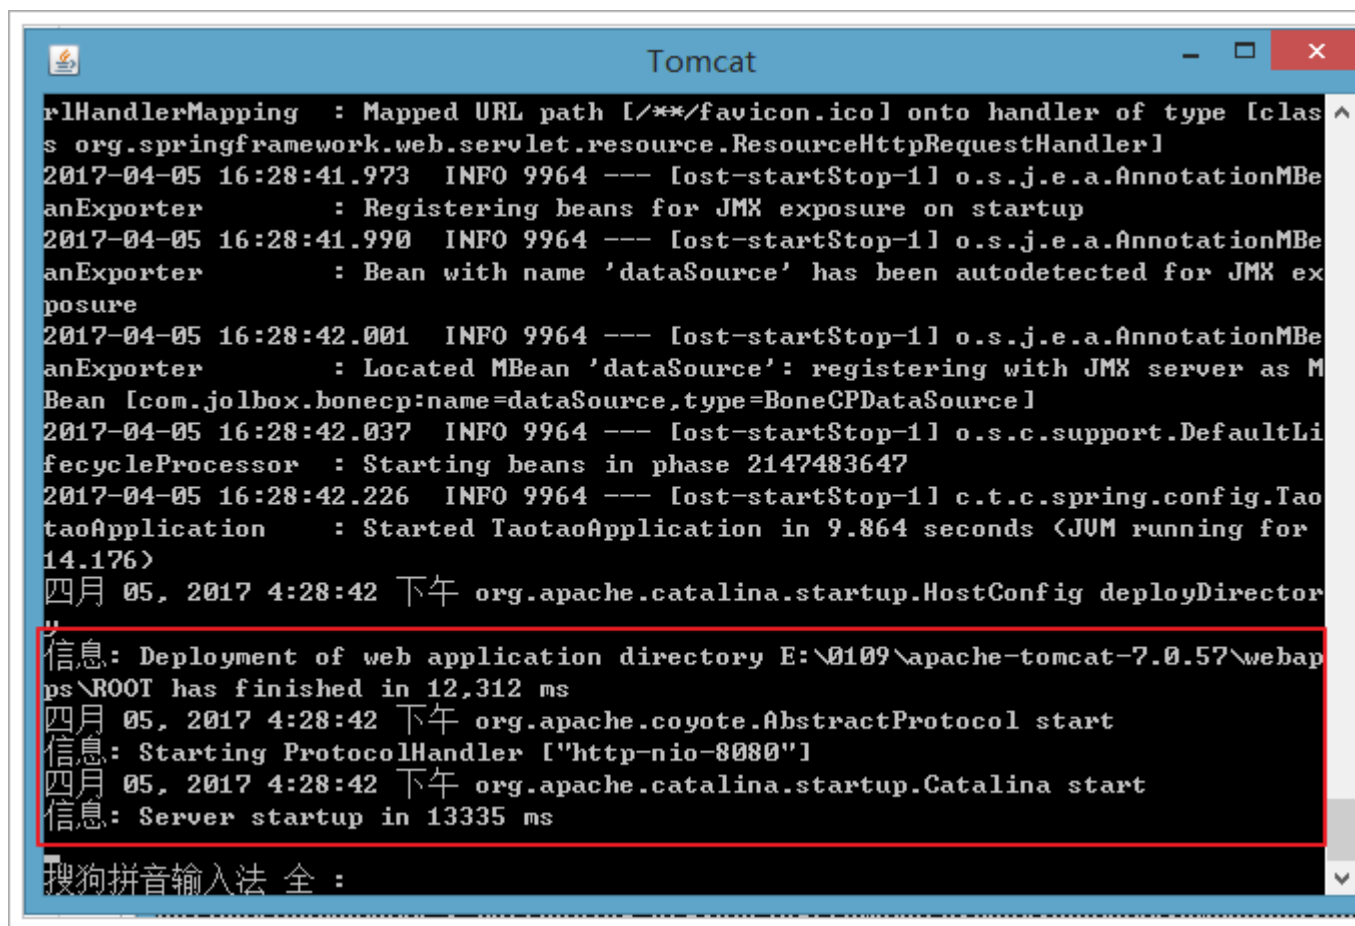 Tomcat
rlHandlerMapping  : Mapped URL path [/**/favicon.ico] onto handler of type [clas
s org.springframework.web.servlet.resource.ResourceHttpRequestHandler]
2017-04-05 16:28:41.973  INFO 9964 --- [ost-startStop-1] o.s.j.e.a.AnnotationMBe
anExporter        : Registering beans for JMX exposure on startup
2017-04-05 16:28:41.990  INFO 9964 --- [ost-startStop-1] o.s.j.e.a.AnnotationMBe
anExporter        : Bean with name 'dataSource' has been autodetected for JMX ex
posure
2017-04-05 16:28:42.001  INFO 9964 --- [ost-startStop-1] o.s.j.e.a.AnnotationMBe
anExporter        : Located MBean 'dataSource': registering with JMX server as M
Bean [com.jolbox.bonecp:name=dataSource,type=BoneCPDataSource]
2017-04-05 16:28:42.037  INFO 9964 --- [ost-startStop-1] o.s.c.support.DefaultLi
fecycleProcessor  : Starting beans in phase 2147483647
2017-04-05 16:28:42.226  INFO 9964 --- [ost-startStop-1] c.t.c.spring.config.Tao
taoApplication    : Started TaotaoApplication in 9.864 seconds (JVM running for
14.176)
四月 05, 2017 4:28:42 下午 org.apache.catalina.startup.HostConfig deployDirector
y
信息: Deployment of web application directory E:\0109\apache-tomcat-7.0.57\webap
ps\ROOT has finished in 12,312 ms
四月 05, 2017 4:28:42 下午 org.apache.coyote.AbstractProtocol start
信息: Starting ProtocolHandler ["http-nio-8080"]
四月 05, 2017 4:28:42 下午 org.apache.catalina.startup.Catalina start
信息: Server startup in 13335 ms
搜狗拼音输入法 全 :